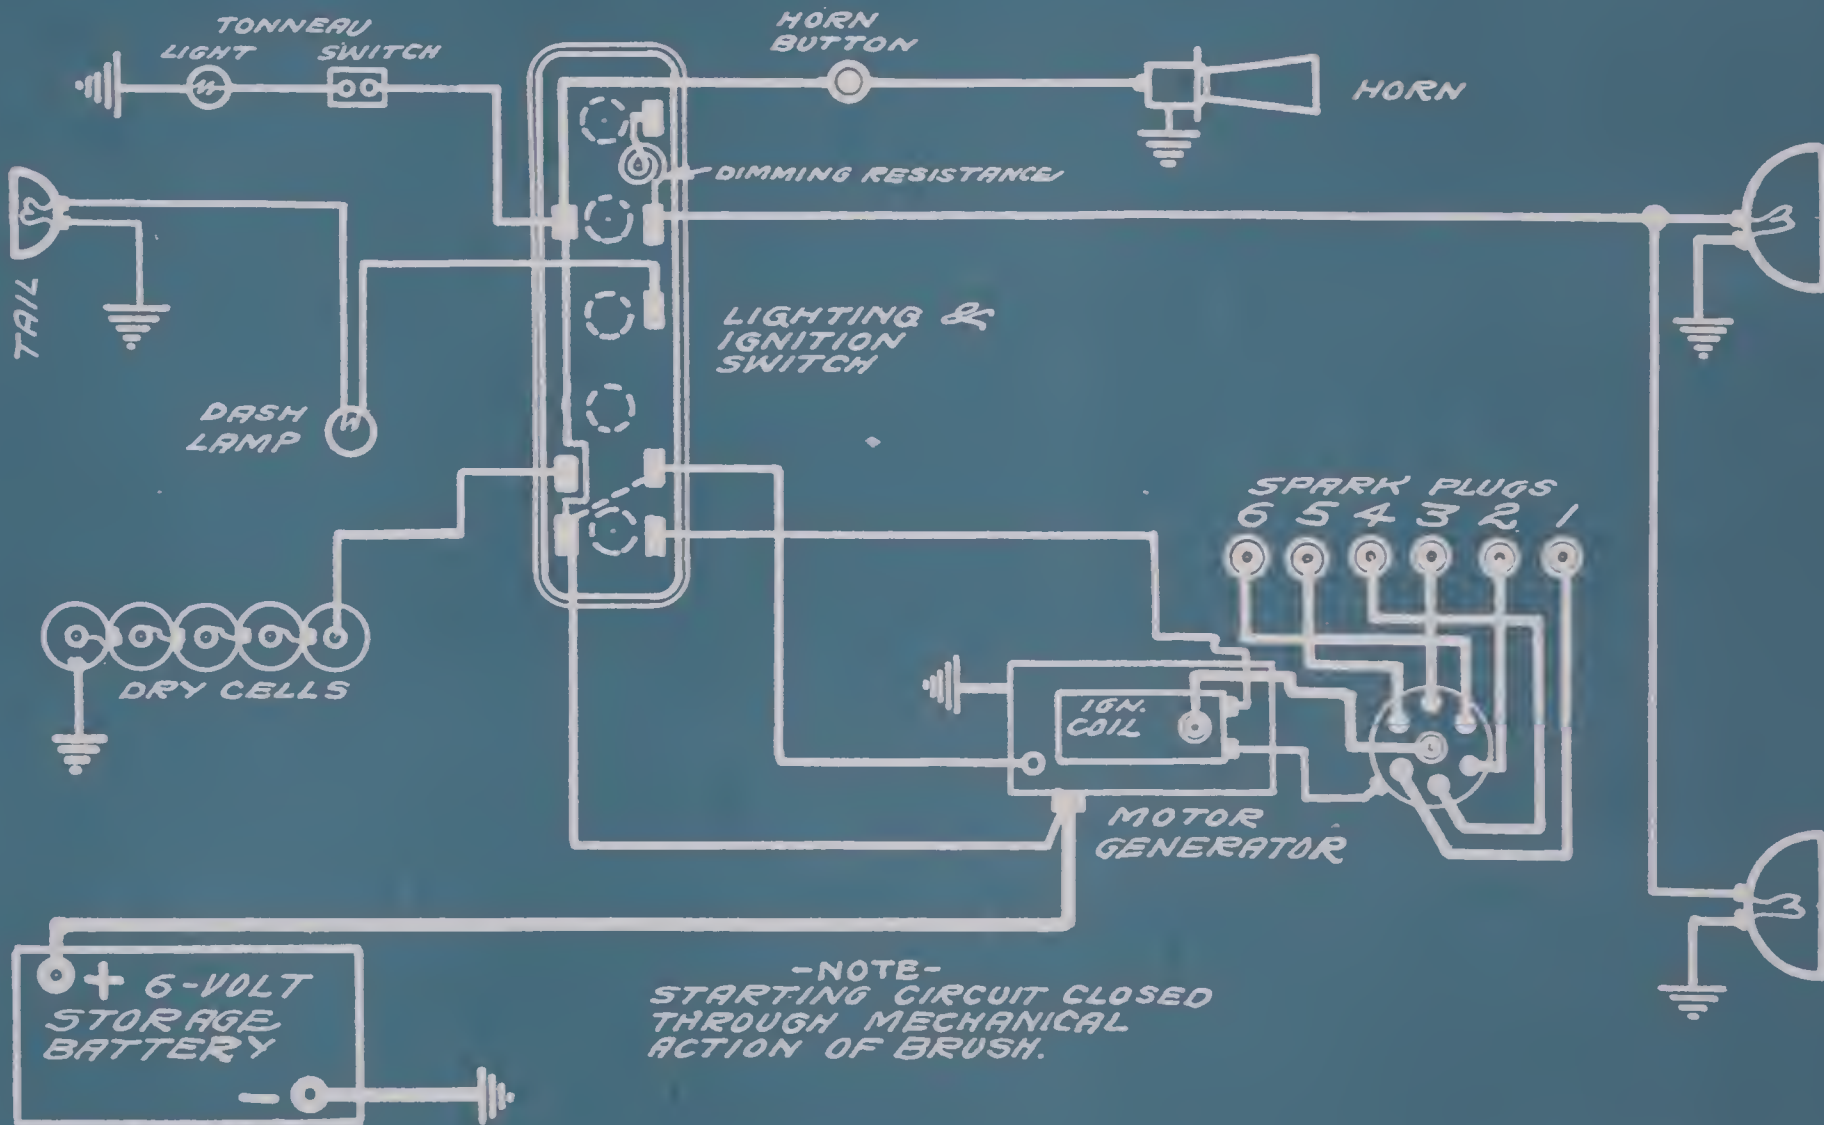 TONNEAU
LIGHT SWITCH
HORN
BUTTON
HORN
DIMMING RESISTANCE
TAIL
LIGHTING &
IGNITION
SWITCH
DASH
LAMP
SPARK PLUGS
6 5 4 3 2 1
DRY CELLS
IGN.
COIL
MOTOR
GENERATOR
+ 6-VOLT
STORAGE
BATTERY
-
-NOTE-
STARTING CIRCUIT CLOSED
THROUGH MECHANICAL
ACTION OF BRUSH.